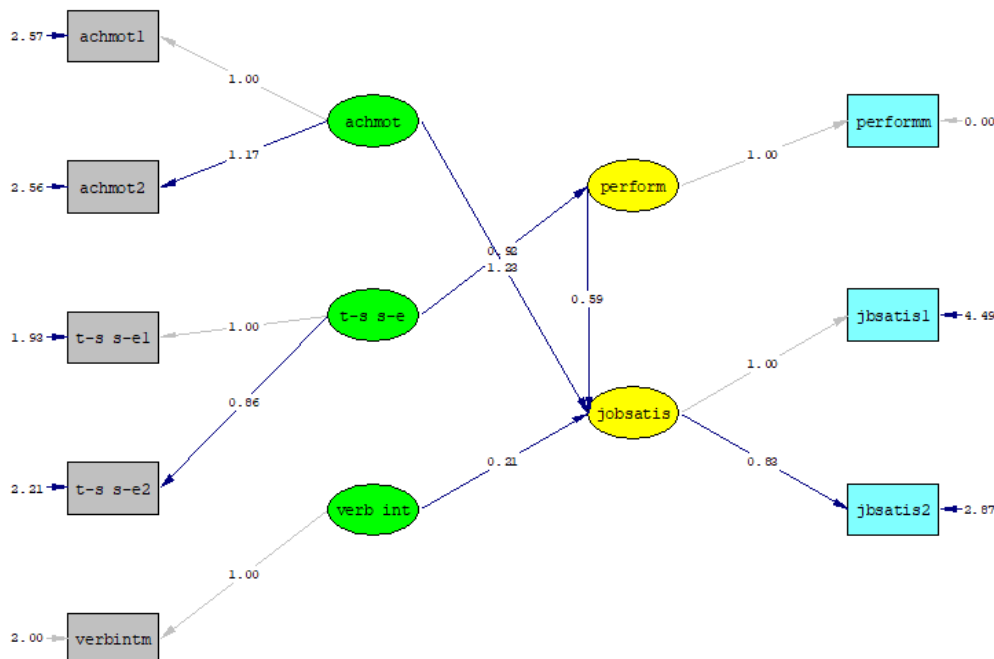 2.57 achmot1
1.00
achmot
performm 0.00
1.17
1.00
2.56 achmot2
perform
0.92
1.23
0.59
t-s s-e
jbsatis1 4.49
1.93 t-s s-e1
1.00
1.00
0.86
jobsatis
0.21
0.83
2.21 t-s s-e2
verb int
jbsatis2 2.87
1.00
2.00 verbintm